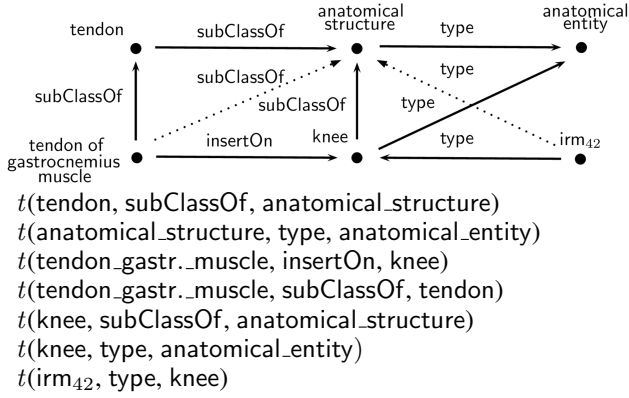 anatomical
structure
anatomical
entity
tendon
subClassOf
type
subClassOf
type
subClassOf
subClassOf
type
tendon of
gastrocnemius
muscle
insertOn
knee
type
irm₄₂
t(tendon, subClassOf, anatomical_structure)
t(anatomical_structure, type, anatomical_entity)
t(tendon_gastr._muscle, insertOn, knee)
t(tendon_gastr._muscle, subClassOf, tendon)
t(knee, subClassOf, anatomical_structure)
t(knee, type, anatomical_entity)
t(irm₄₂, type, knee)